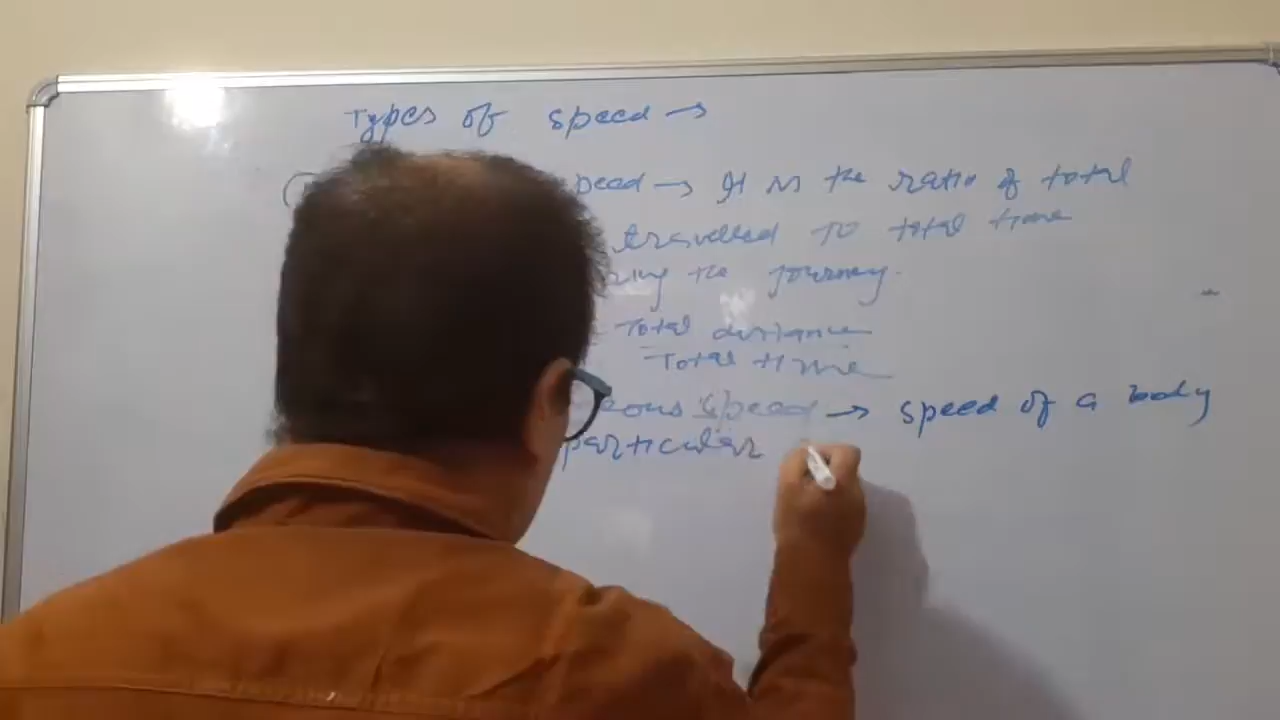 Types of speed →
peed → It is the ratio of total
travelled to total time
ring the journey.
Total distance
Total time
eous speed → speed of a body
particular